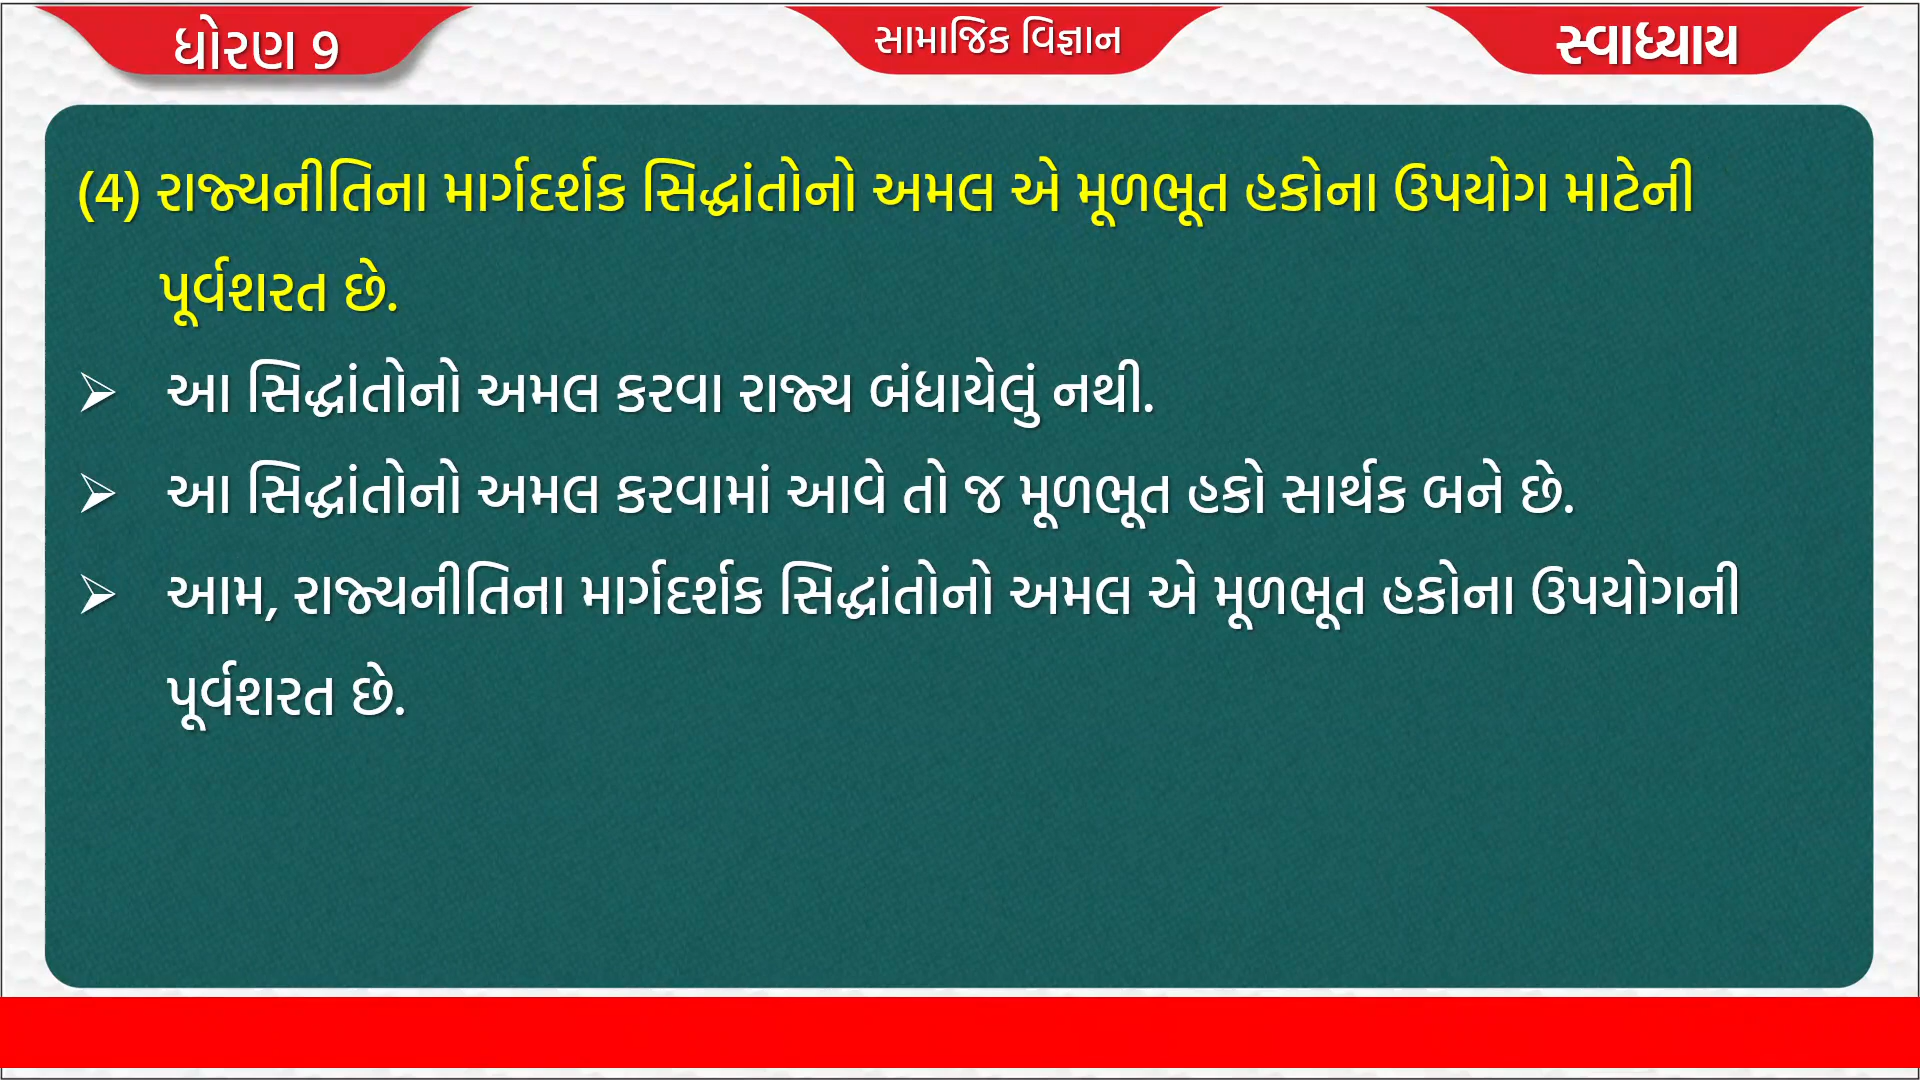 ધોરણ 9
સામાજિક વિજ્ઞાન
સ્વાધ્યાય
(4) રાજ્યનીતિના માર્ગદર્શક સિદ્ધાંતોનો અમલ એ મૂળભૂત હકોના ઉપયોગ માટેની
પૂર્વશરત છે.
➢ આ સિદ્ધાંતોનો અમલ કરવા રાજ્ય બંધાયેલું નથી.
➢ આ સિદ્ધાંતોનો અમલ કરવામાં આવે તો જ મૂળભૂત હકો સાર્થક બને છે.
➢ આમ, રાજ્યનીતિના માર્ગદર્શક સિદ્ધાંતોનો અમલ એ મૂળભૂત હકોના ઉપયોગની
પૂર્વશરત છે.